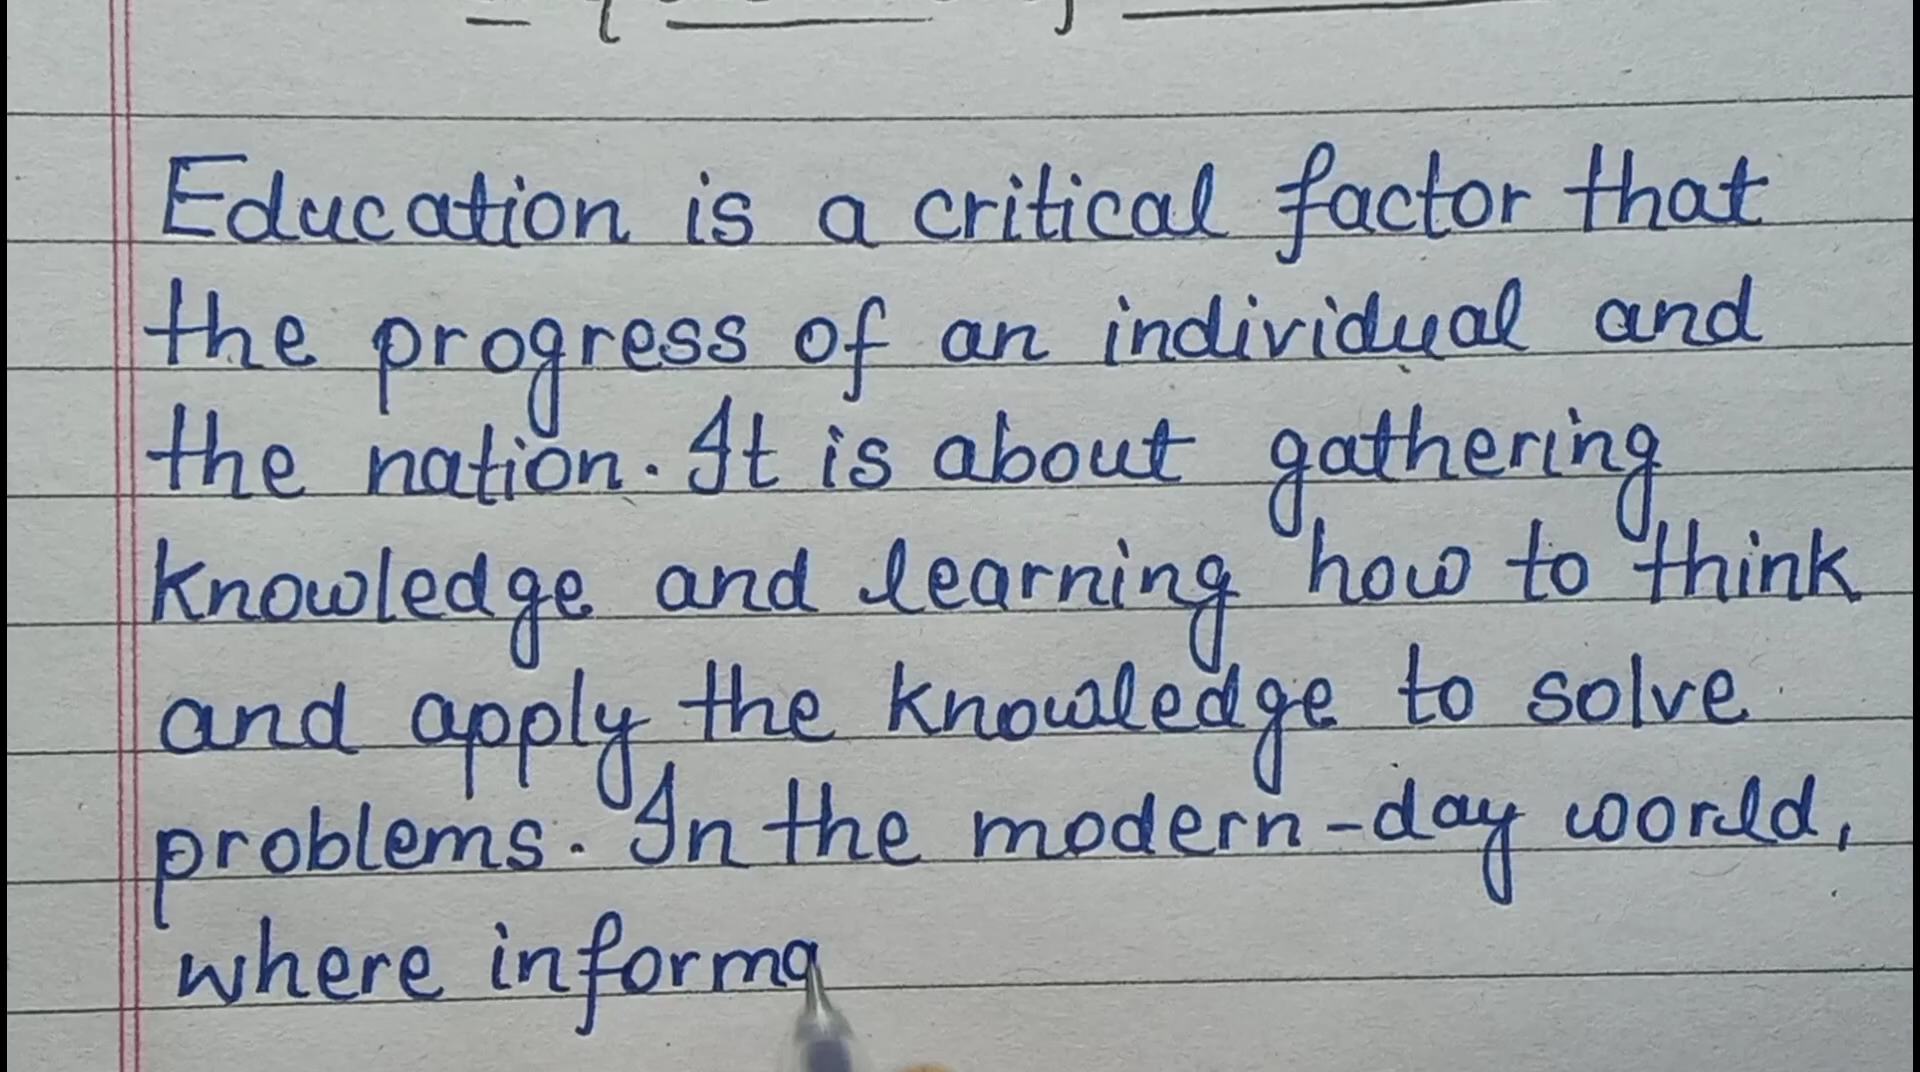 Education is a critical factor that
the progress of an individual and
the nation. It is about gathering
knowledge and learning how to think
and apply the knowledge to solve
problems. In the modern-day world,
where informa